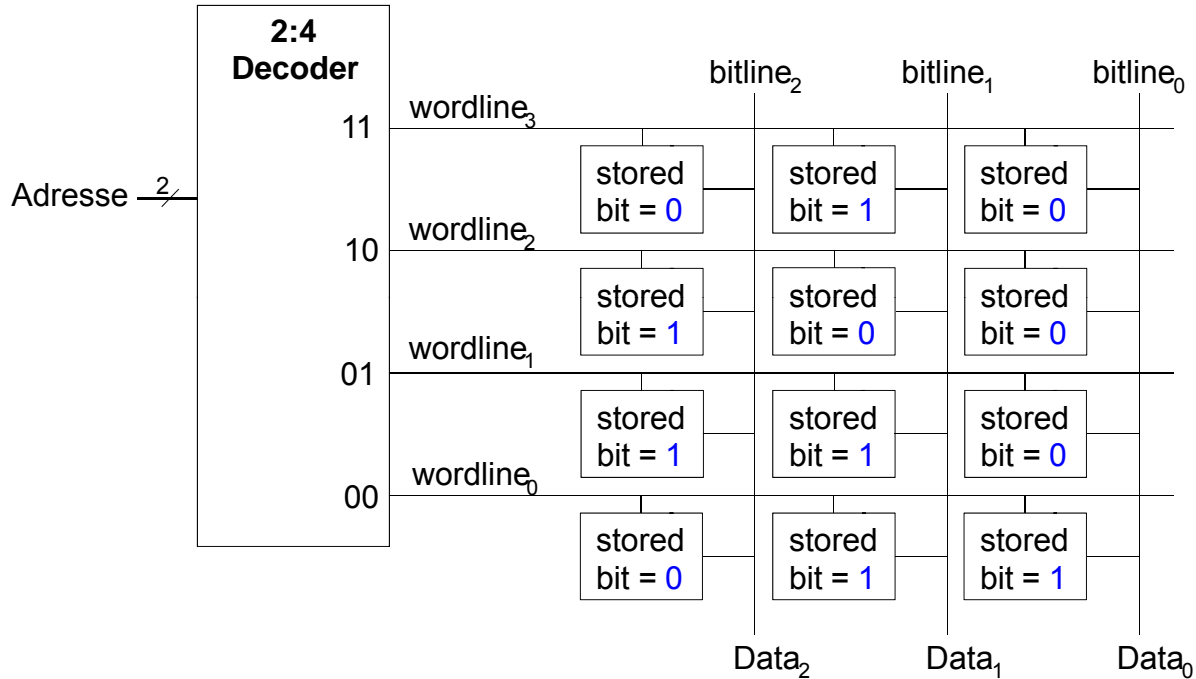 2:4
Decoder
bitline₂ bitline₁ bitline₀
wordline₃
11
stored stored stored
bit = 0 bit = 1 bit = 0
Adresse 2
wordline₂
10
stored stored stored
bit = 1 bit = 0 bit = 0
wordline₁
01
stored stored stored
bit = 1 bit = 1 bit = 0
wordline₀
00
stored stored stored
bit = 0 bit = 1 bit = 1
Data₂ Data₁ Data₀